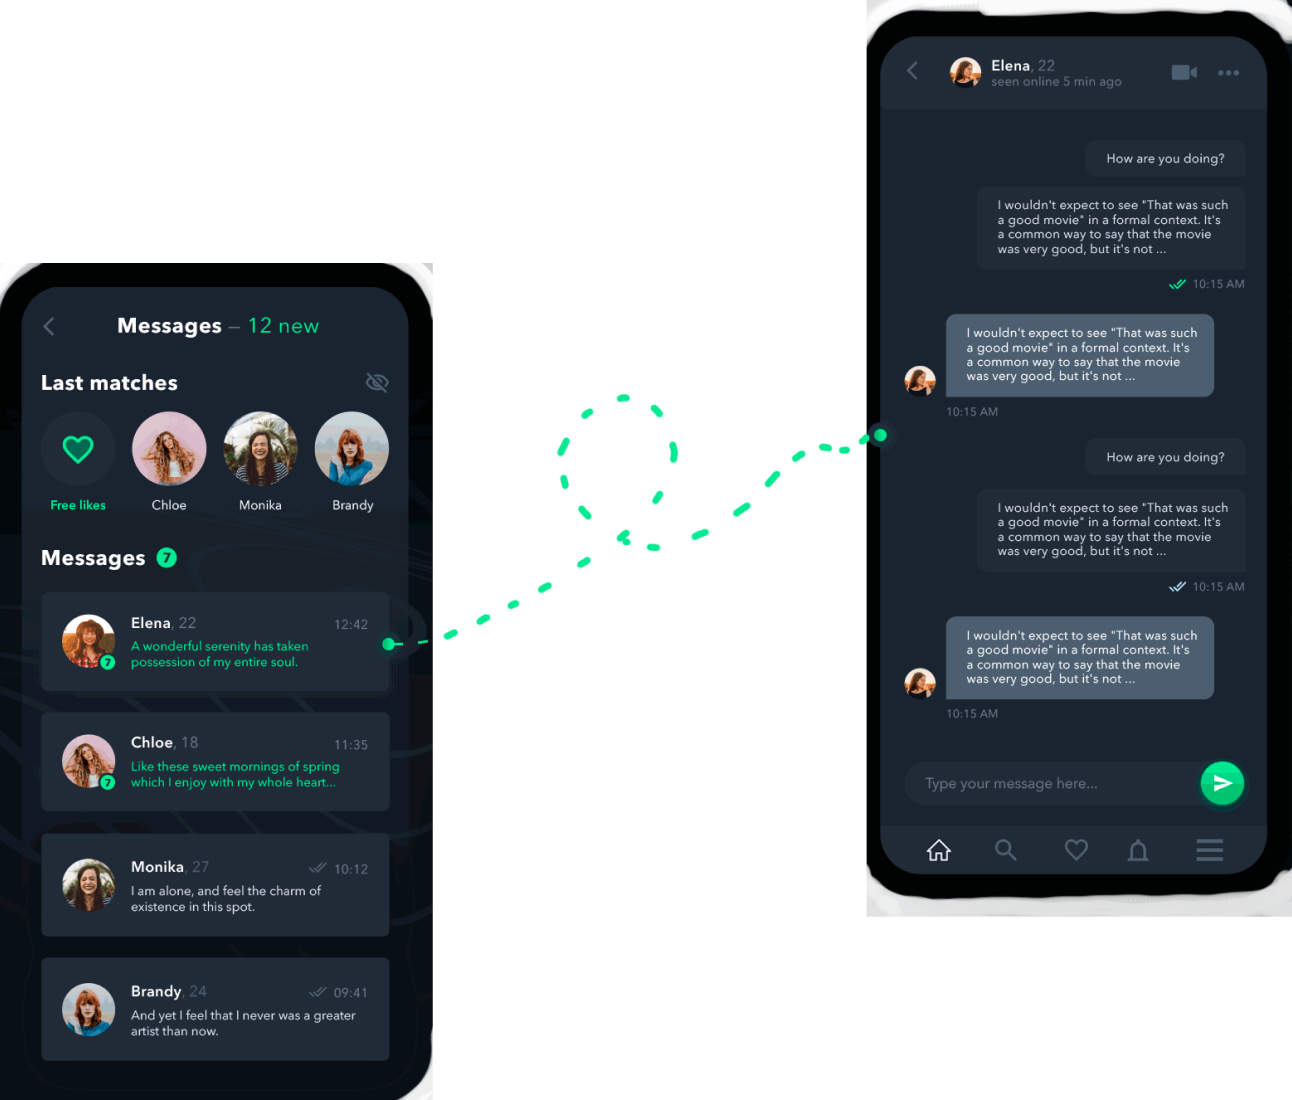 Messages — 12 new
Last matches
Free likes
Chloe
Monika
Brandy
Messages 7
Elena, 22
12:42
A wonderful serenity has taken
possession of my entire soul.
7
Chloe, 18
11:35
Like these sweet mornings of spring
which I enjoy with my whole heart...
7
Monika, 27
10:12
I am alone, and feel the charm of
existence in this spot.
Brandy, 24
09:41
And yet I feel that I never was a greater
artist than now.
Elena, 22
seen online 5 min ago
How are you doing?
I wouldn't expect to see "That was such
a good movie" in a formal context. It's
a common way to say that the movie
was very good, but it's not ...
10:15 AM
I wouldn't expect to see "That was such
a good movie" in a formal context. It's
a common way to say that the movie
was very good, but it's not ...
10:15 AM
How are you doing?
I wouldn't expect to see "That was such
a good movie" in a formal context. It's
a common way to say that the movie
was very good, but it's not ...
10:15 AM
I wouldn't expect to see "That was such
a good movie" in a formal context. It's
a common way to say that the movie
was very good, but it's not ...
10:15 AM
Type your message here...